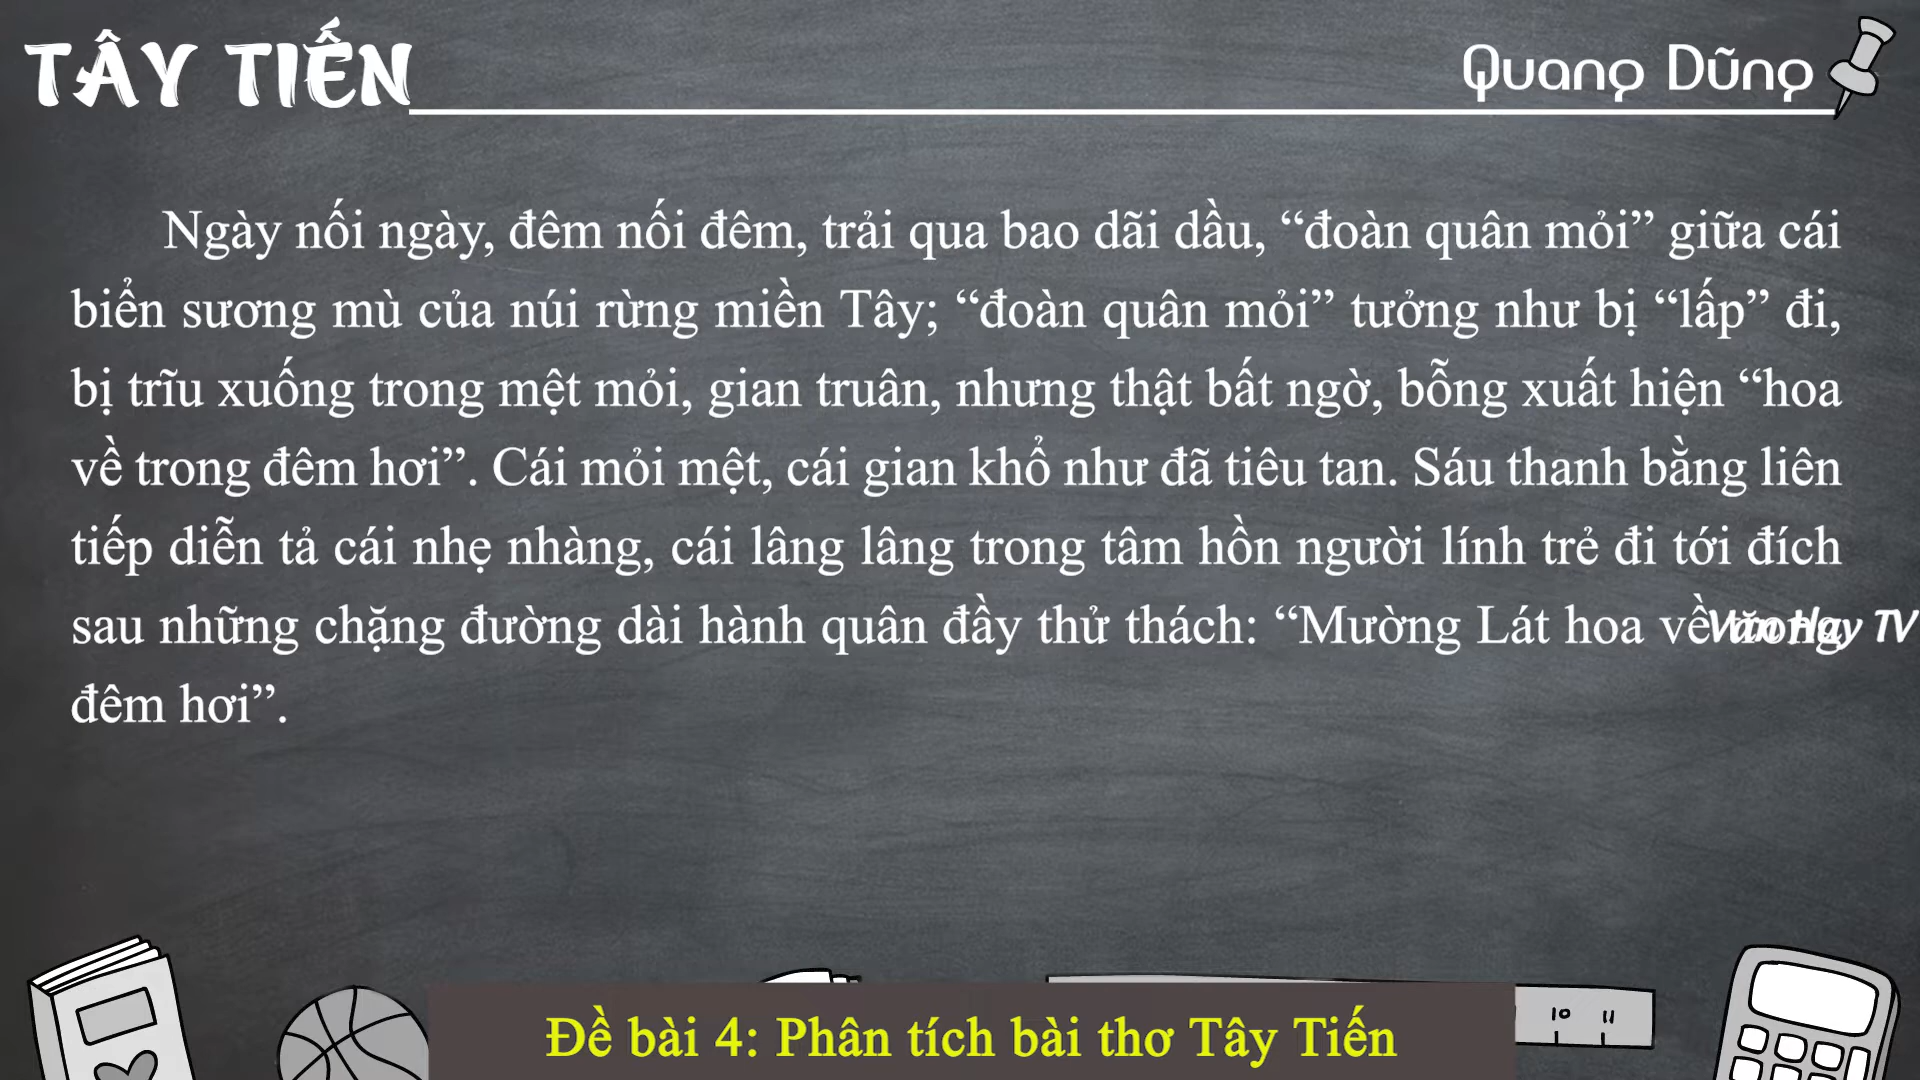 TÂY TIẾN
Quang Dũng
Ngày nối ngày, đêm nối đêm, trải qua bao dãi dầu, “đoàn quân mỏi” giữa cái
biển sương mù của núi rừng miền Tây; “đoàn quân mỏi” tưởng như bị “lấp” đi,
bị trĩu xuống trong mệt mỏi, gian truân, nhưng thật bất ngờ, bỗng xuất hiện “hoa
về trong đêm hơi”. Cái mỏi mệt, cái gian khổ như đã tiêu tan. Sáu thanh bằng liên
tiếp diễn tả cái nhẹ nhàng, cái lâng lâng trong tâm hồn người lính trẻ đi tới đích
sau những chặng đường dài hành quân đầy thử thách: “Mường Lát hoa về trong
Văn Hay TV
đêm hơi”.
10 11
Đề bài 4: Phân tích bài thơ Tây Tiến